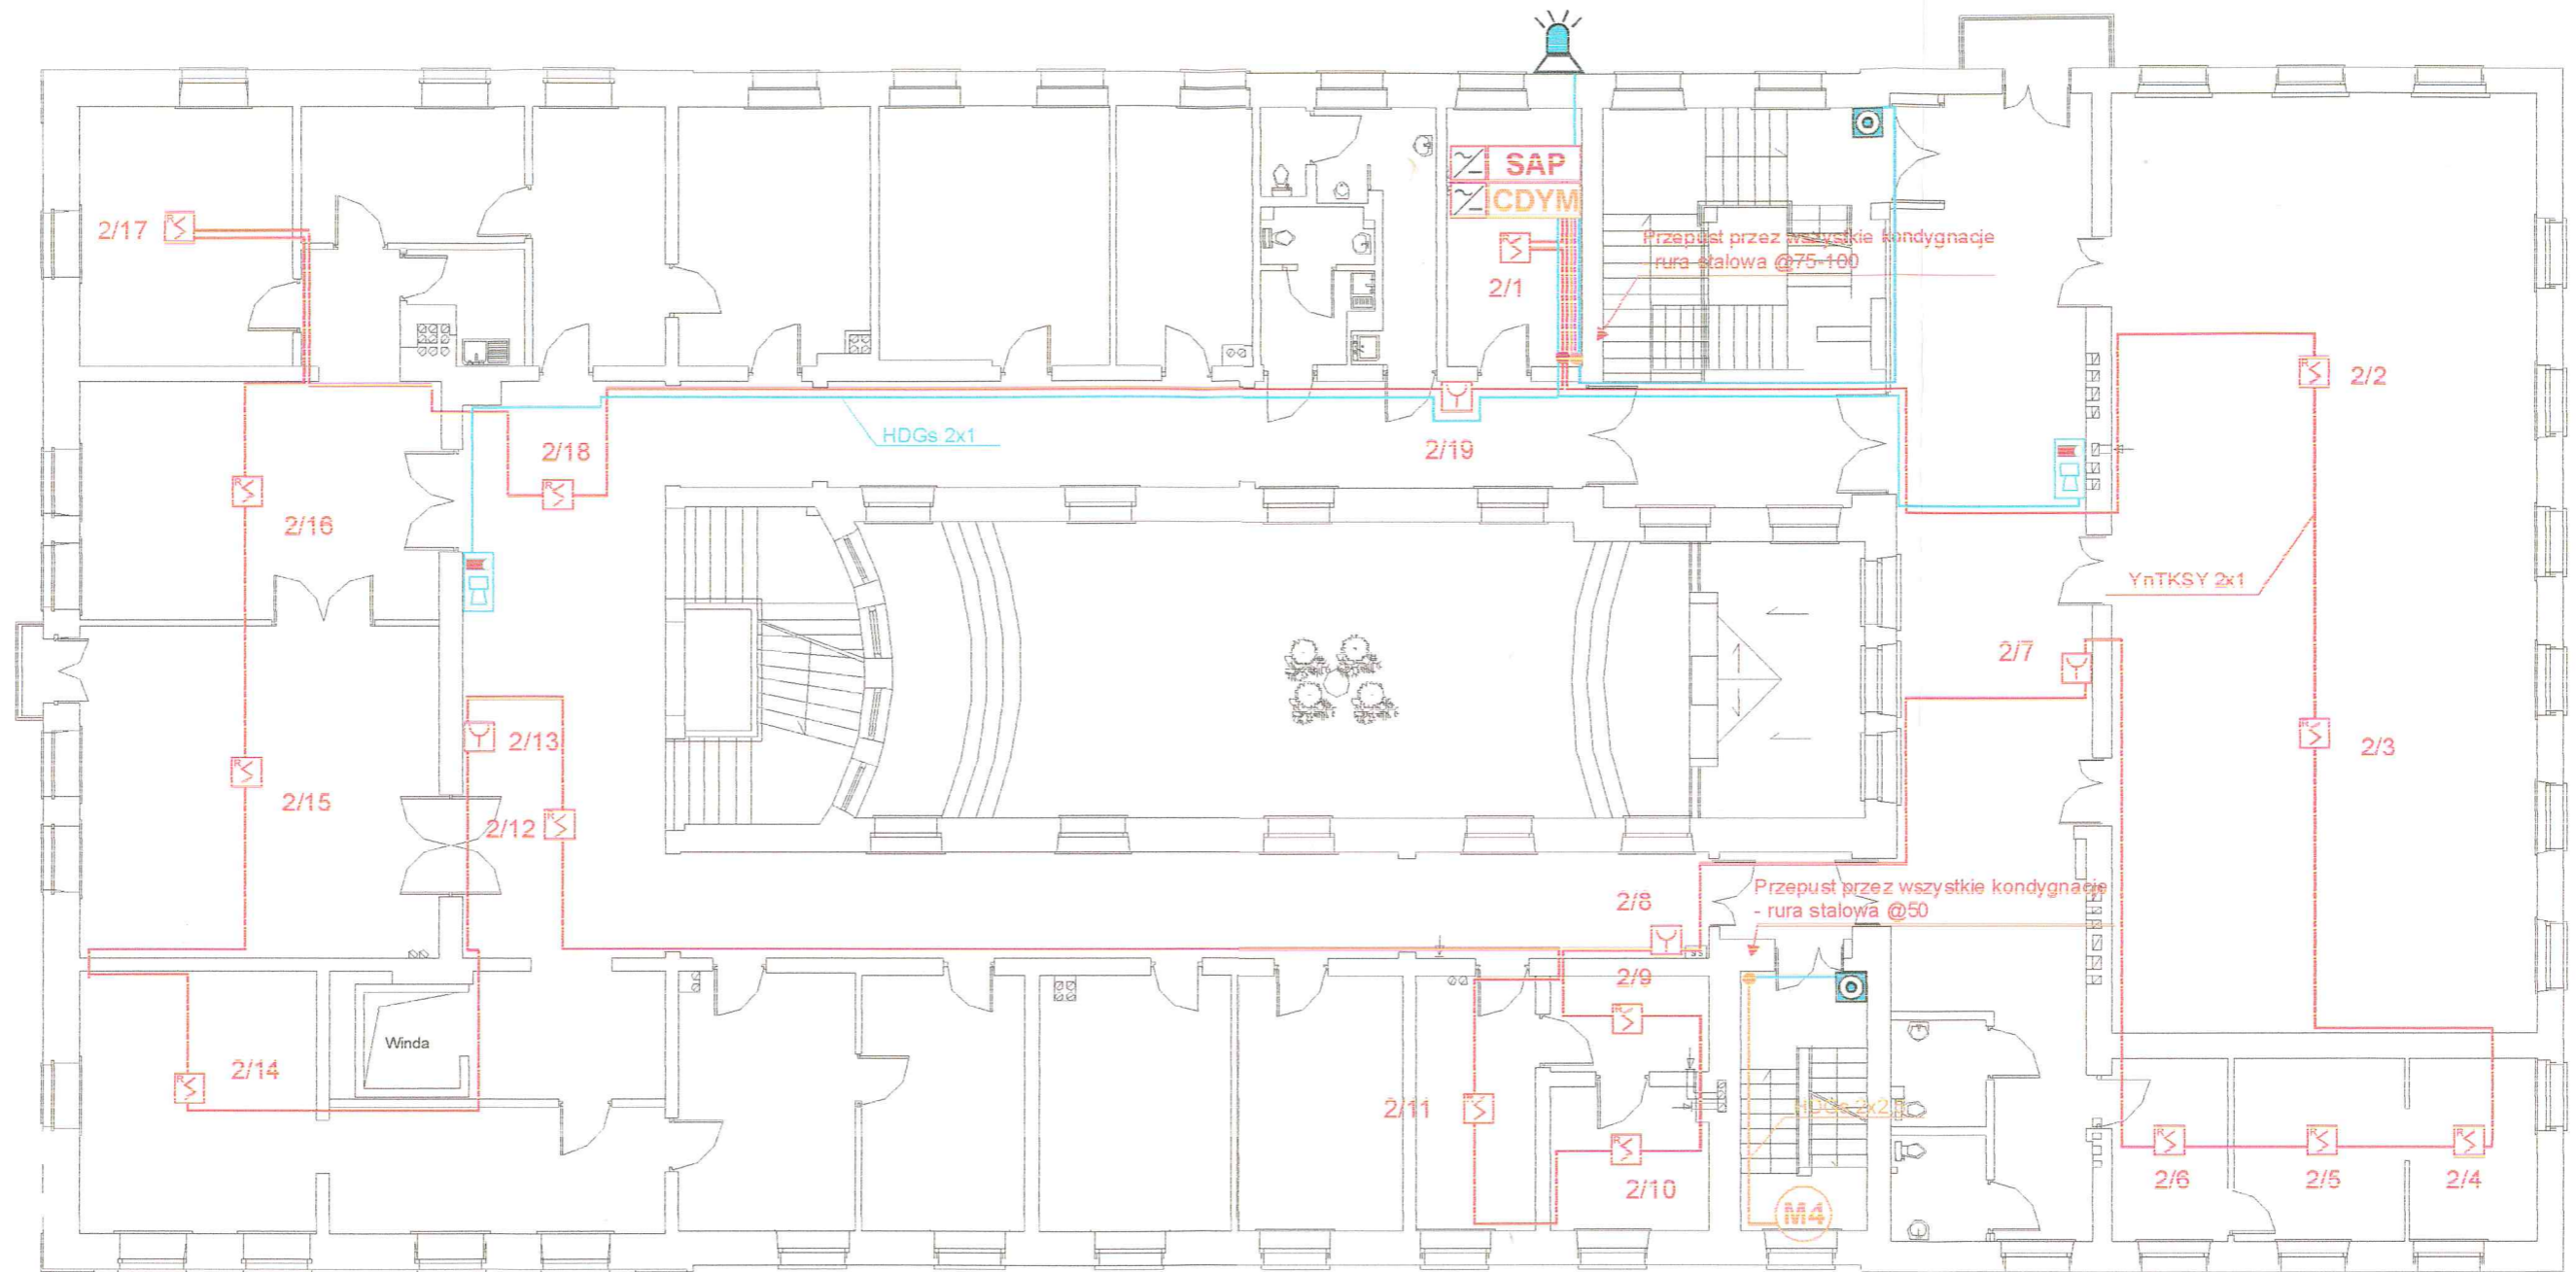 SAP
CDYM
2/17
Przepust przez wszystkie kondygnacje
- rura stalowa @75-100
2/1
2/2
HDGs 2x1
2/18
2/19
2/16
YnTKSY 2x1
2/7
2/13
2/3
2/15
2/12
Przepust przez wszystkie kondygnacje
- rura stalowa @50
2/8
2/9
Winda
2/14
2/11
2/10
2/6
2/5
2/4
M4